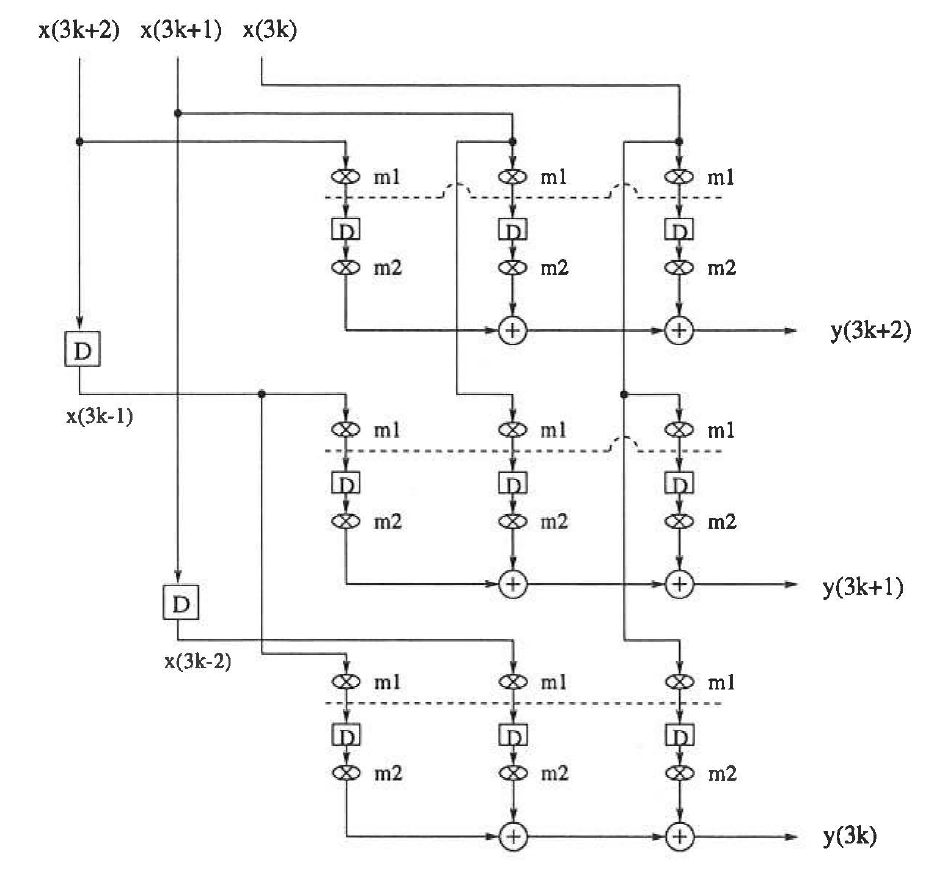 x(3k+2) x(3k+1) x(3k)
m1 m1 m1
D D D
m2 m2 m2
y(3k+2)
D
x(3k-1)
m1 m1 m1
D D D
m2 m2 m2
y(3k+1)
D
x(3k-2)
m1 m1 m1
D D D
m2 m2 m2
y(3k)